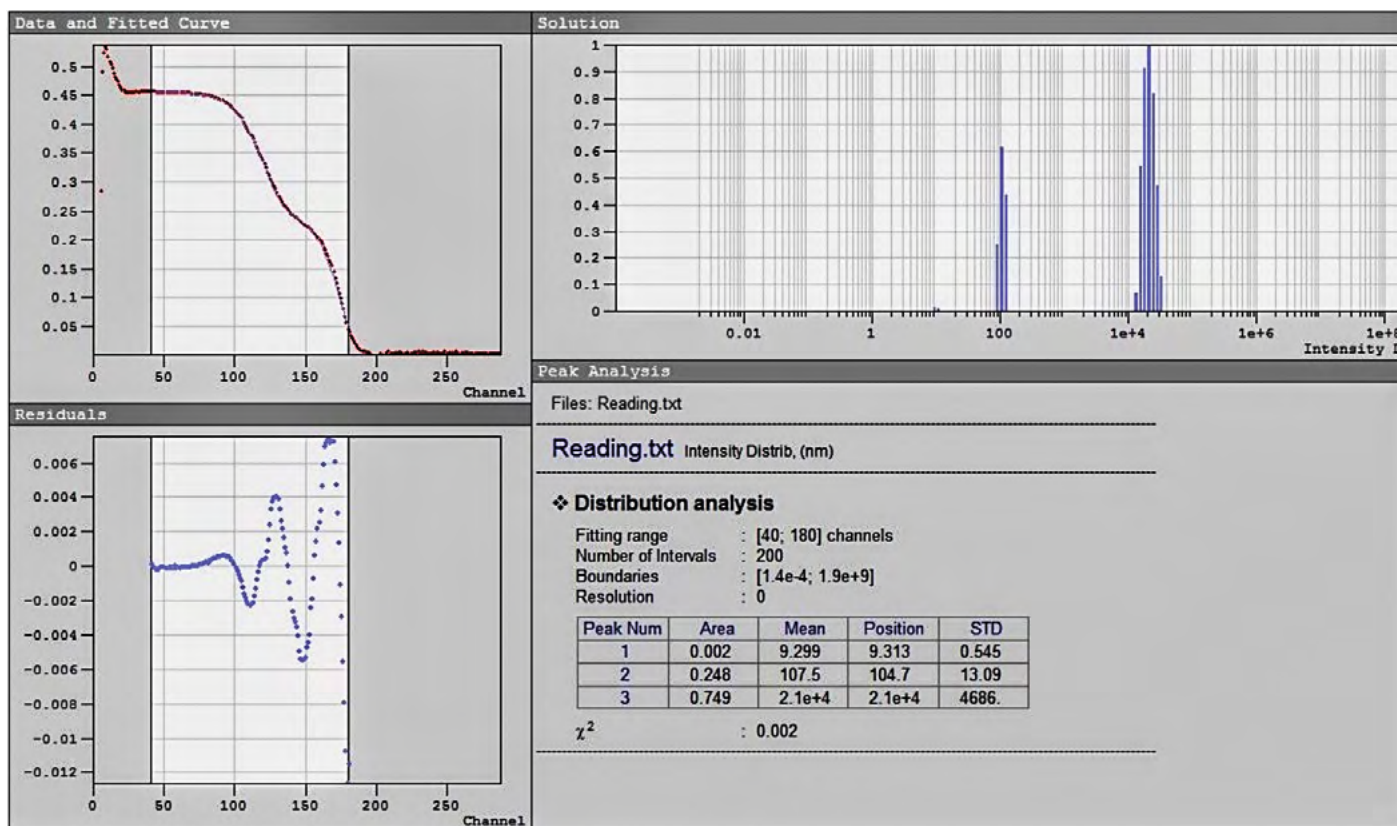 Data and Fitted Curve
0.5
0.45
0.4
0.35
0.3
0.25
0.2
0.15
0.1
0.05
0 50 100 150 200 250
Channel
Residuals
0.006
0.004
0.002
0
-0.002
-0.004
-0.006
-0.008
-0.01
-0.012
0 50 100 150 200 250
Channel
Solution
1
0.9
0.8
0.7
0.6
0.5
0.4
0.3
0.2
0.1
0
0.01 1 100 1e+4 1e+6 1e+8
Intensity
Peak Analysis
Files: Reading.txt
Reading.txt Intensity Distrib, (nm)
❖ Distribution analysis
Fitting range : [40; 180] channels
Number of Intervals : 200
Boundaries : [1.4e-4; 1.9e+9]
Resolution : 0
Peak Num Area Mean Position STD
1 0.002 9.299 9.313 0.545
2 0.248 107.5 104.7 13.09
3 0.749 2.1e+4 2.1e+4 4686.
χ² : 0.002